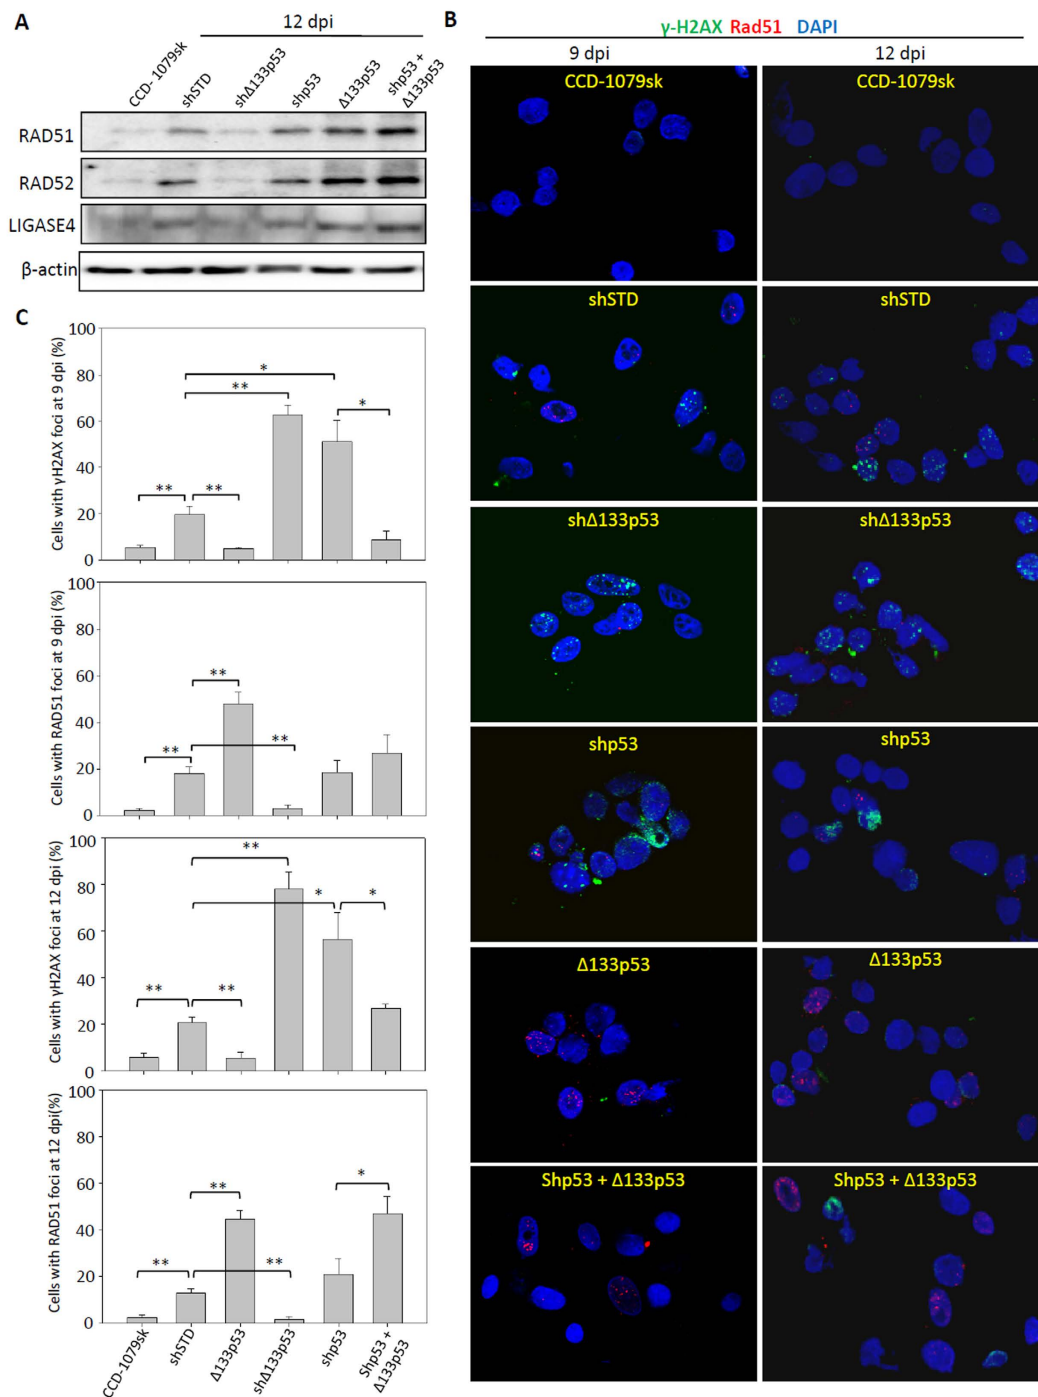 A
12 dpi
CCD-1079sk
shSTD
shΔ133p53
shp53
Δ133p53
shp53 +
Δ133p53
RAD51
RAD52
LIGASE4
β-actin
B
γ-H2AX Rad51 DAPI
9 dpi
12 dpi
CCD-1079sk
CCD-1079sk
shSTD
shSTD
shΔ133p53
shΔ133p53
shp53
shp53
Δ133p53
Δ133p53
Shp53 + Δ133p53
Shp53 + Δ133p53
C
Cells with γH2AX foci at 9 dpi (%)
100
80
60
40
20
0
**
**
**
*
*
Cells with RAD51 foci at 9 dpi (%)
100
80
60
40
20
0
**
**
**
Cells with γH2AX foci at 12 dpi (%)
100
80
60
40
20
0
**
**
**
*
*
Cells with RAD51 foci at 12 dpi(%)
100
80
60
40
20
0
**
**
**
*
CCD-1079sk
shSTD
Δ133p53
shΔ133p53
shp53
Shp53 +
Δ133p53